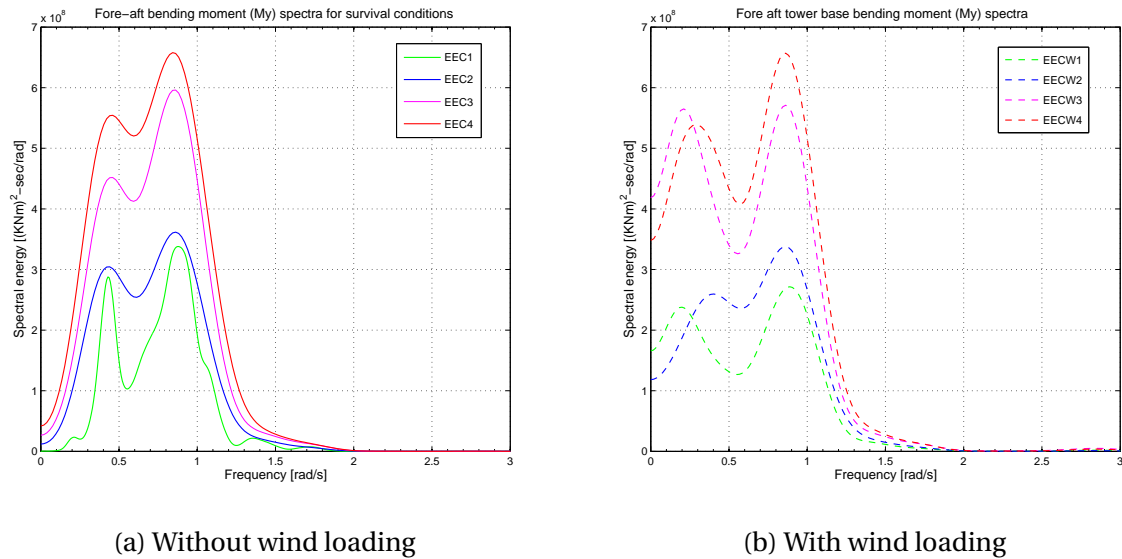 Fore−aft bending moment (My) spectra for survival conditions
x 10⁸
7
6
5
4
3
2
1
0
Spectral energy [(KNm)²−sec/rad]
EEC1
EEC2
EEC3
EEC4
0 0.5 1 1.5 2 2.5 3
Frequency [rad/s]
(a) Without wind loading
Fore aft tower base bending moment (My) spectra
x 10⁸
7
6
5
4
3
2
1
0
Spectral energy [(KNm)²−sec/rad]
EECW1
EECW2
EECW3
EECW4
0 0.5 1 1.5 2 2.5 3
Frequency [rad/s]
(b) With wind loading